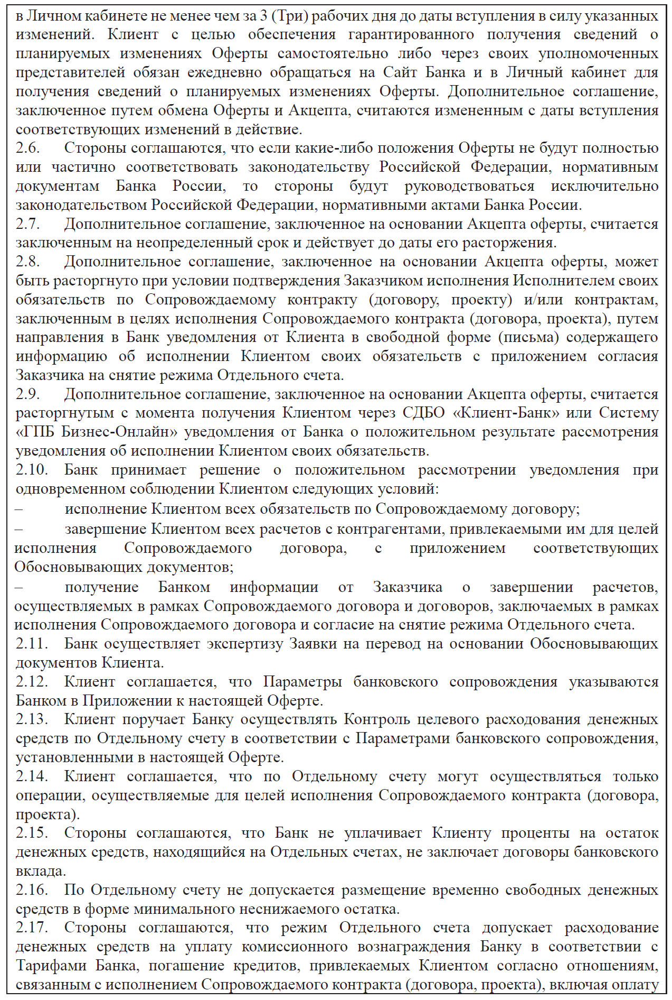 в Личном кабинете не менее чем за 3 (Три) рабочих дня до даты вступления в силу указанных
изменений. Клиент с целью обеспечения гарантированного получения сведений о
планируемых изменениях Оферты самостоятельно либо через своих уполномоченных
представителей обязан ежедневно обращаться на Сайт Банка и в Личный кабинет для
получения сведений о планируемых изменениях Оферты. Дополнительное соглашение,
заключенное путем обмена Оферты и Акцепта, считаются измененным с даты вступления
соответствующих изменений в действие.
2.6. Стороны соглашаются, что если какие-либо положения Оферты не будут полностью
или частично соответствовать законодательству Российской Федерации, нормативным
документам Банка России, то стороны будут руководствоваться исключительно
законодательством Российской Федерации, нормативными актами Банка России.
2.7. Дополнительное соглашение, заключенное на основании Акцепта оферты, считается
заключенным на неопределенный срок и действует до даты его расторжения.
2.8. Дополнительное соглашение, заключенное на основании Акцепта оферты, может
быть расторгнуто при условии подтверждения Заказчиком исполнения Исполнителем своих
обязательств по Сопровождаемому контракту (договору, проекту) и/или контрактам,
заключенным в целях исполнения Сопровождаемого контракта (договора, проекта), путем
направления в Банк уведомления от Клиента в свободной форме (письма) содержащего
информацию об исполнении Клиентом своих обязательств с приложением согласия
Заказчика на снятие режима Отдельного счета.
2.9. Дополнительное соглашение, заключенное на основании Акцепта оферты, считается
расторгнутым с момента получения Клиентом через СДБО «Клиент-Банк» или Систему
«ГПБ Бизнес-Онлайн» уведомления от Банка о положительном результате рассмотрения
уведомления об исполнении Клиентом своих обязательств.
2.10. Банк принимает решение о положительном рассмотрении уведомления при
одновременном соблюдении Клиентом следующих условий:
– исполнение Клиентом всех обязательств по Сопровождаемому договору;
– завершение Клиентом всех расчетов с контрагентами, привлекаемыми им для целей
исполнения Сопровождаемого договора, с приложением соответствующих
Обосновывающих документов;
– получение Банком информации от Заказчика о завершении расчетов,
осуществляемых в рамках Сопровождаемого договора и договоров, заключаемых в рамках
исполнения Сопровождаемого договора и согласие на снятие режима Отдельного счета.
2.11. Банк осуществляет экспертизу Заявки на перевод на основании Обосновывающих
документов Клиента.
2.12. Клиент соглашается, что Параметры банковского сопровождения указываются
Банком в Приложении к настоящей Оферте.
2.13. Клиент поручает Банку осуществлять Контроль целевого расходования денежных
средств по Отдельному счету в соответствии с Параметрами банковского сопровождения,
установленными в настоящей Оферте.
2.14. Клиент соглашается, что по Отдельному счету могут осуществляться только
операции, осуществляемые для целей исполнения Сопровождаемого контракта (договора,
проекта).
2.15. Стороны соглашаются, что Банк не уплачивает Клиенту проценты на остаток
денежных средств, находящийся на Отдельных счетах, не заключает договоры банковского
вклада.
2.16. По Отдельному счету не допускается размещение временно свободных денежных
средств в форме минимального неснижаемого остатка.
2.17. Стороны соглашаются, что режим Отдельного счета допускает расходование
денежных средств на уплату комиссионного вознаграждения Банку в соответствии с
Тарифами Банка, погашение кредитов, привлекаемых Клиентом согласно отношениям,
связанным с исполнением Сопровождаемого контракта (договора, проекта), включая оплату